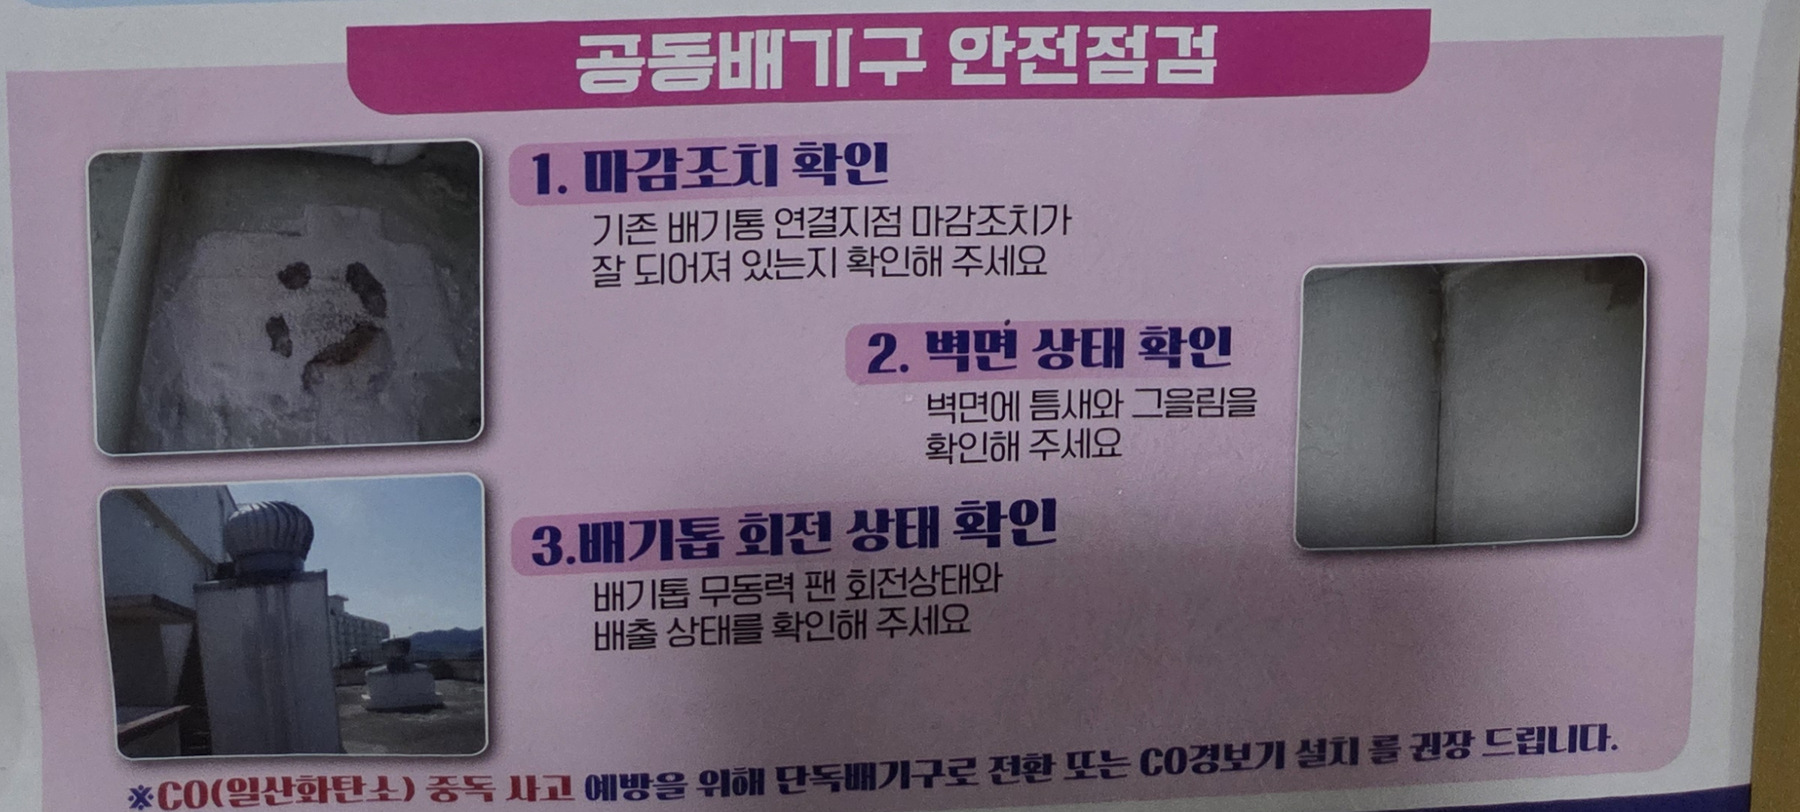 공동배기구 안전점검
1. 마감조치 확인
기존 배기통 연결지점 마감조치가
잘 되어져 있는지 확인해 주세요
2. 벽면 상태 확인
벽면에 틈새와 그을림을
확인해 주세요
3.배기톱 회전 상태 확인
배기톱 무동력 팬 회전상태와
배출 상태를 확인해 주세요
※CO(일산화탄소) 중독 사고 예방을 위해 단독배기구로 전환 또는 CO경보기 설치 를 권장 드립니다.